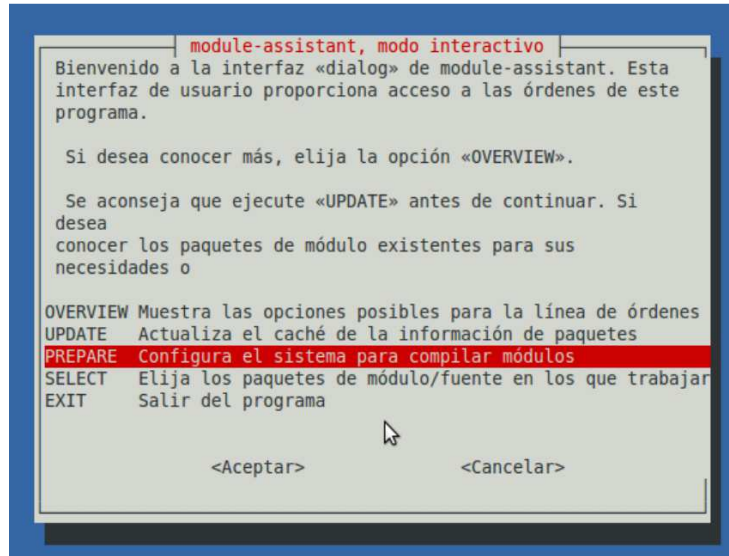 module-assistant, modo interactivo
Bienvenido a la interfaz «dialog» de module-assistant. Esta
interfaz de usuario proporciona acceso a las órdenes de este
programa.
Si desea conocer más, elija la opción «OVERVIEW».
Se aconseja que ejecute «UPDATE» antes de continuar. Si
desea
conocer los paquetes de módulo existentes para sus
necesidades o
OVERVIEW Muestra las opciones posibles para la línea de órdenes
UPDATE Actualiza el caché de la información de paquetes
PREPARE Configura el sistema para compilar módulos
SELECT Elija los paquetes de módulo/fuente en los que trabajar
EXIT Salir del programa
<Aceptar> <Cancelar>